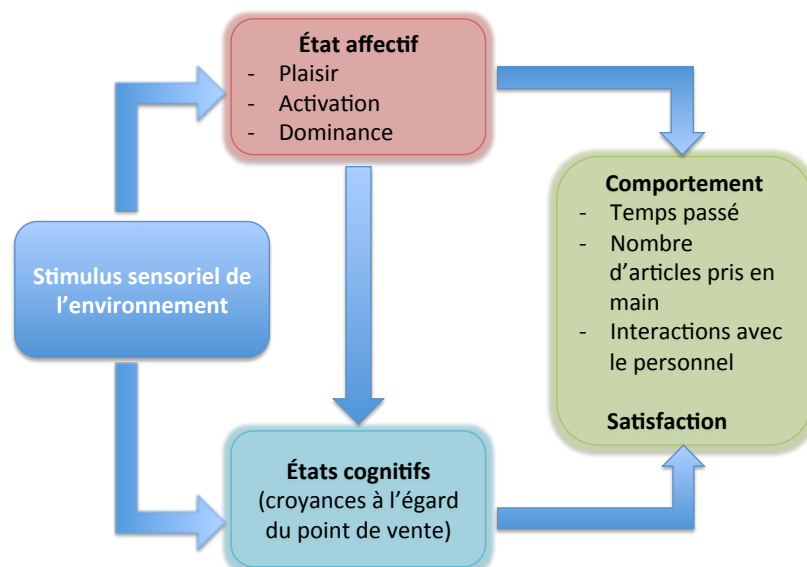 État affectif
- Plaisir
- Activation
- Dominance
Stimulus sensoriel de
l'environnement
Comportement
- Temps passé
- Nombre
d'articles pris en
main
- Interactions avec
le personnel
Satisfaction
États cognitifs
(croyances à l'égard
du point de vente)